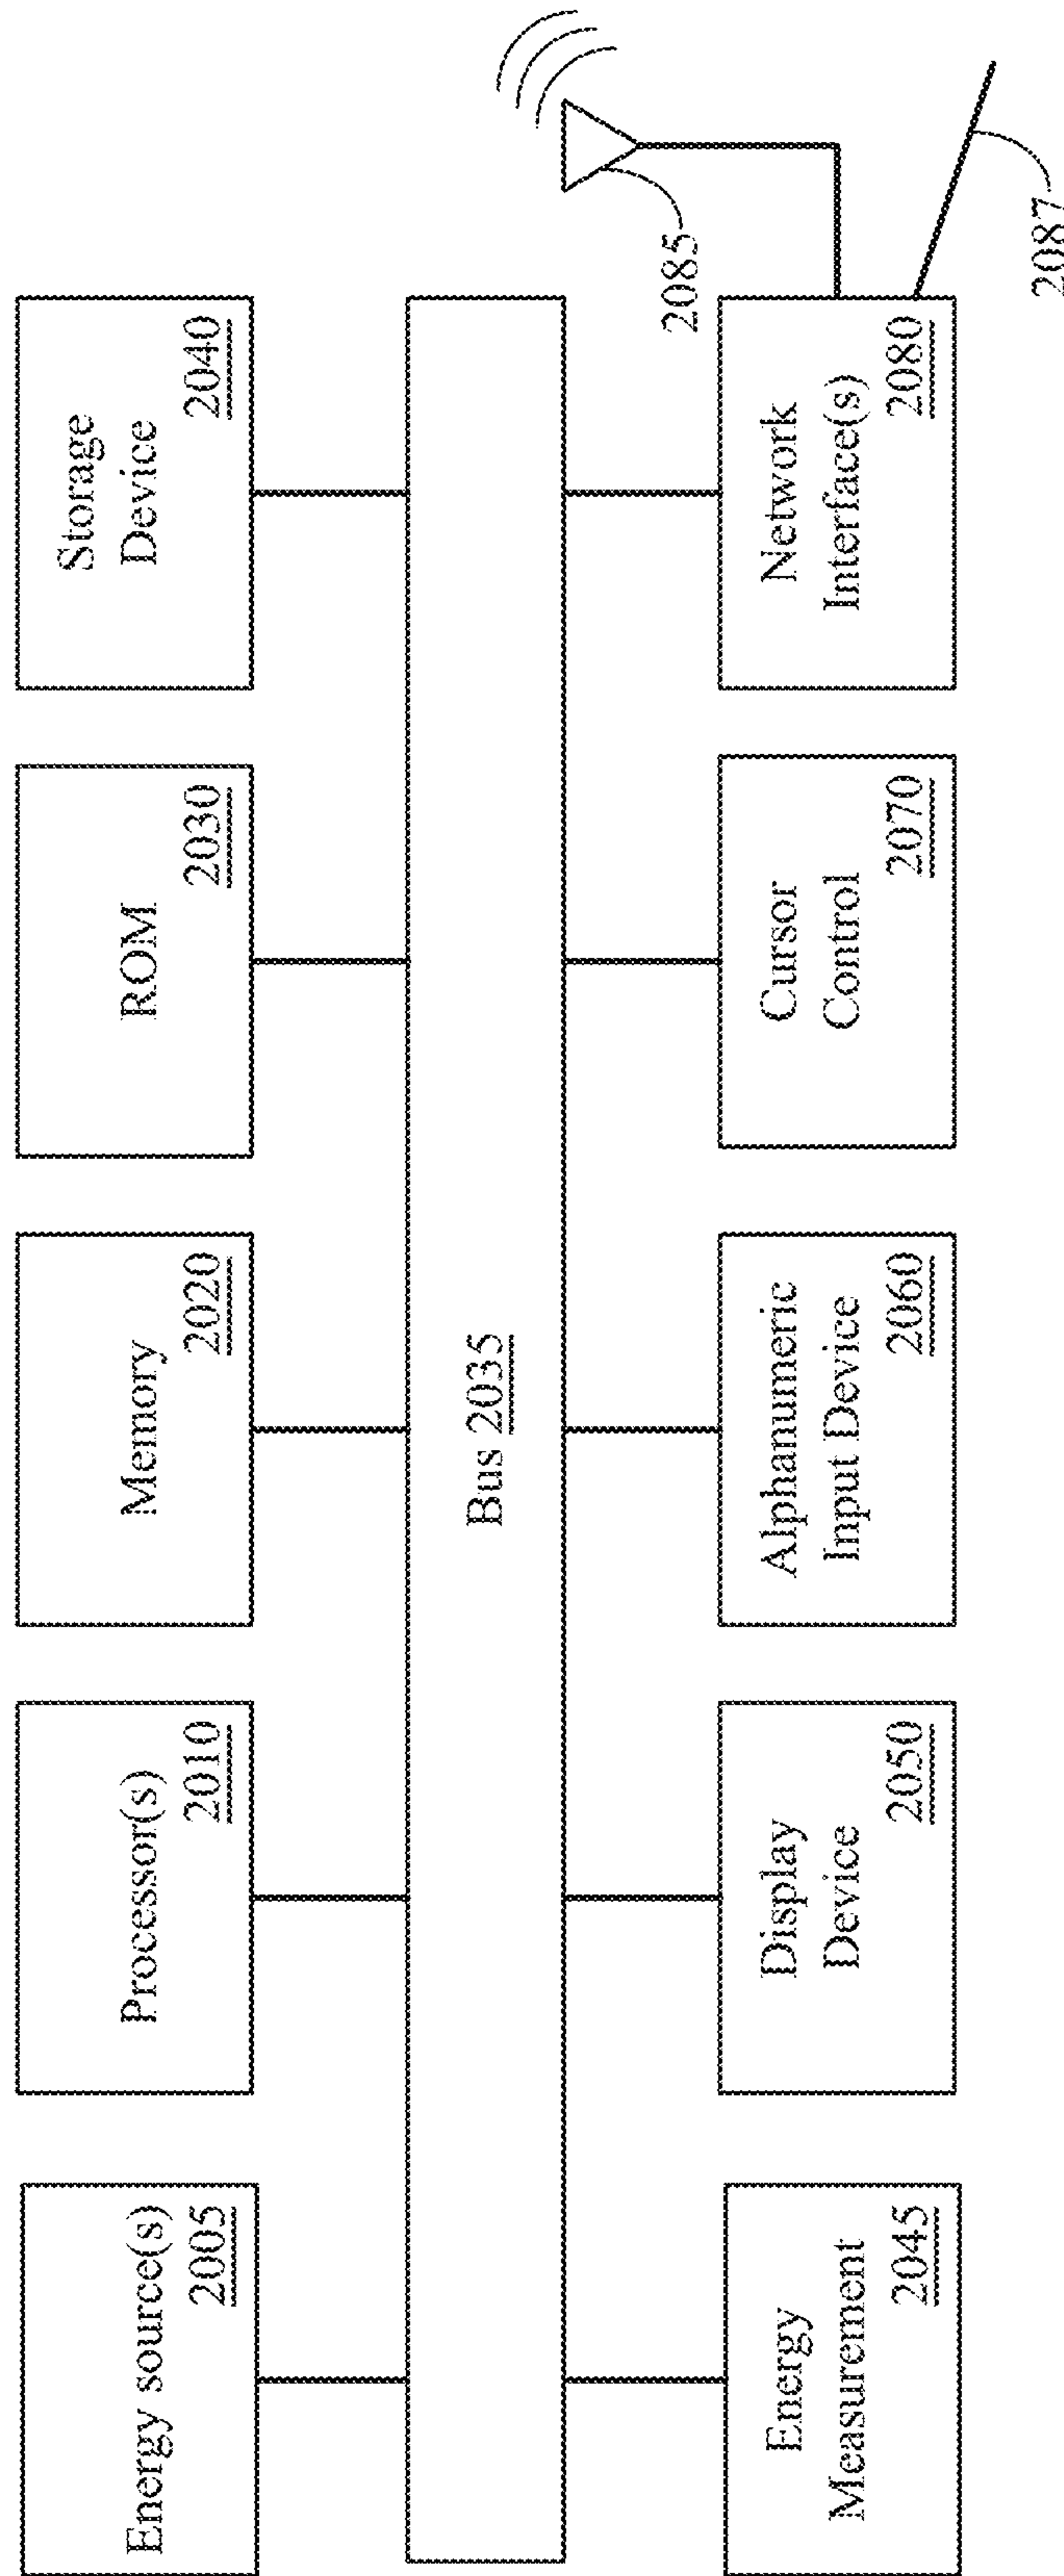 Energy source(s)
2005
Processor(s)
2010
Memory
2020
ROM
2030
Storage
Device
2040
Bus 2035
2085
Energy
Measurement
2045
Display
Device
2050
Alphanumeric
Input Device
2060
Cursor
Control
2070
Network
Interface(s)
2080
2087